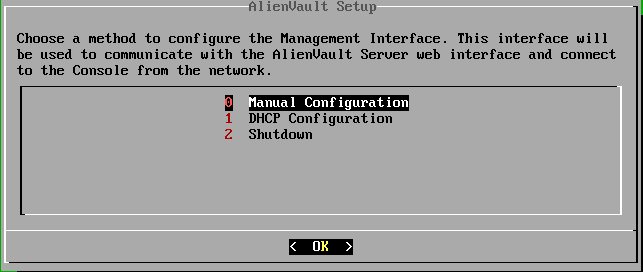 AlienVault Setup
Choose a method to configure the Management Interface. This interface will
be used to communicate with the AlienVault Server web interface and connect
to the Console from the network.
0 Manual Configuration
1 DHCP Configuration
2 Shutdown
< OK >